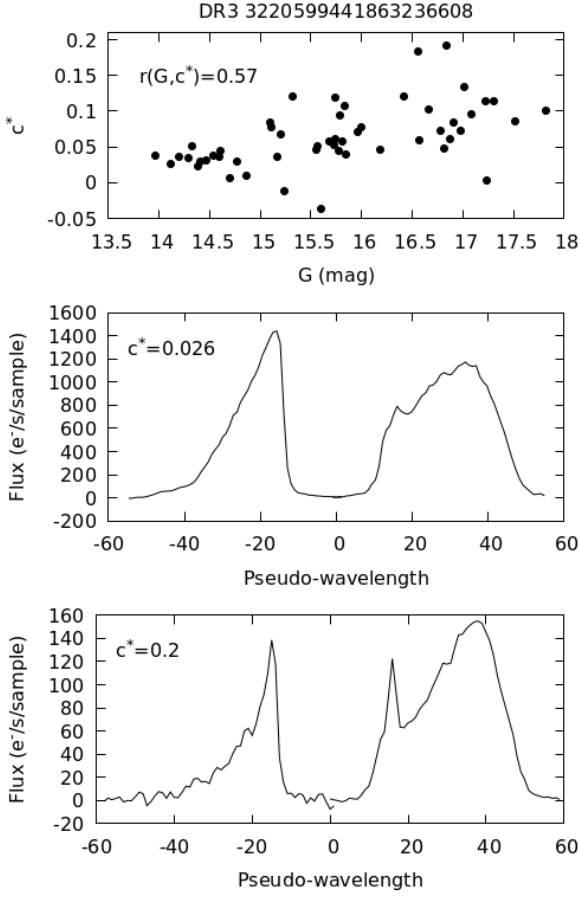 DR3 3220599441863236608
0.2
0.15
0.1
0.05
0
-0.05
c*
r(G,c*)=0.57
13.5 14 14.5 15 15.5 16 16.5 17 17.5 18
G (mag)
1600
1400
1200
1000
800
600
400
200
0
-200
Flux (e⁻/s/sample)
c*=0.026
-60 -40 -20 0 20 40 60
Pseudo-wavelength
160
140
120
100
80
60
40
20
0
-20
Flux (e⁻/s/sample)
c*=0.2
-60 -40 -20 0 20 40 60
Pseudo-wavelength